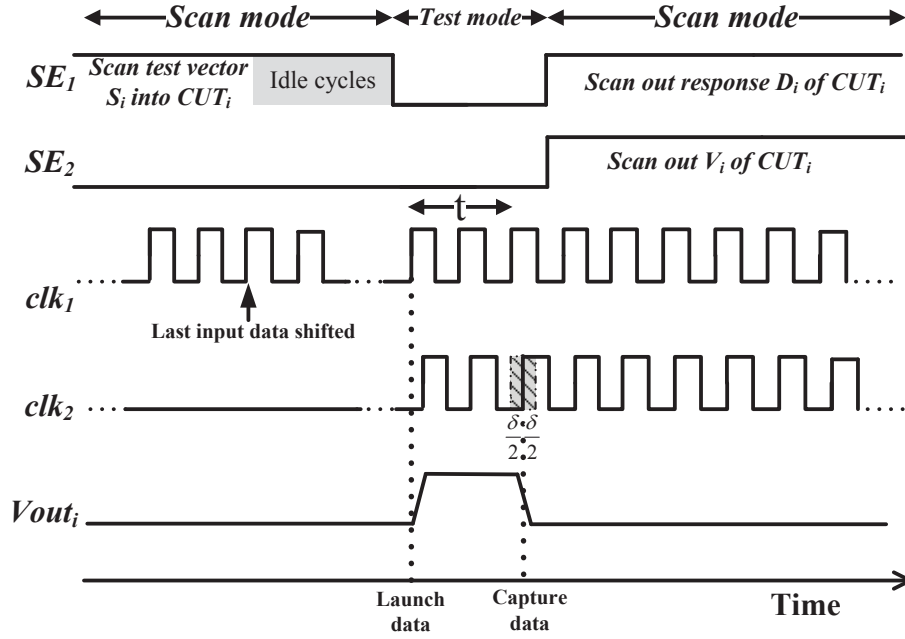 Scan mode Test mode Scan mode
SE1
Scan test vector
Si into CUTi
Idle cycles
Scan out response Di of CUTi
SE2
Scan out Vi of CUTi
t
clk1
Last input data shifted
clk2
δ/2 δ/2
Vouti
Launch
data
Capture
data
Time